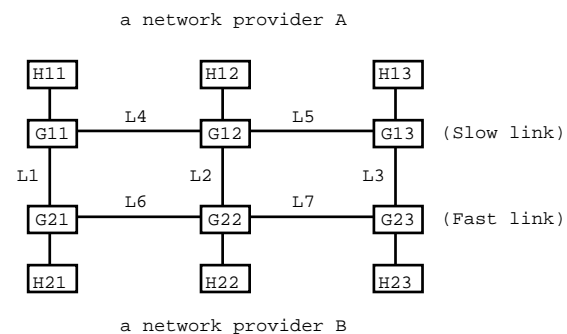 a network provider A
H11 H12 H13
L4 L5
G11 G12 G13 (Slow link)
L1 L2 L3
L6 L7
G21 G22 G23 (Fast link)
H21 H22 H23
a network provider B